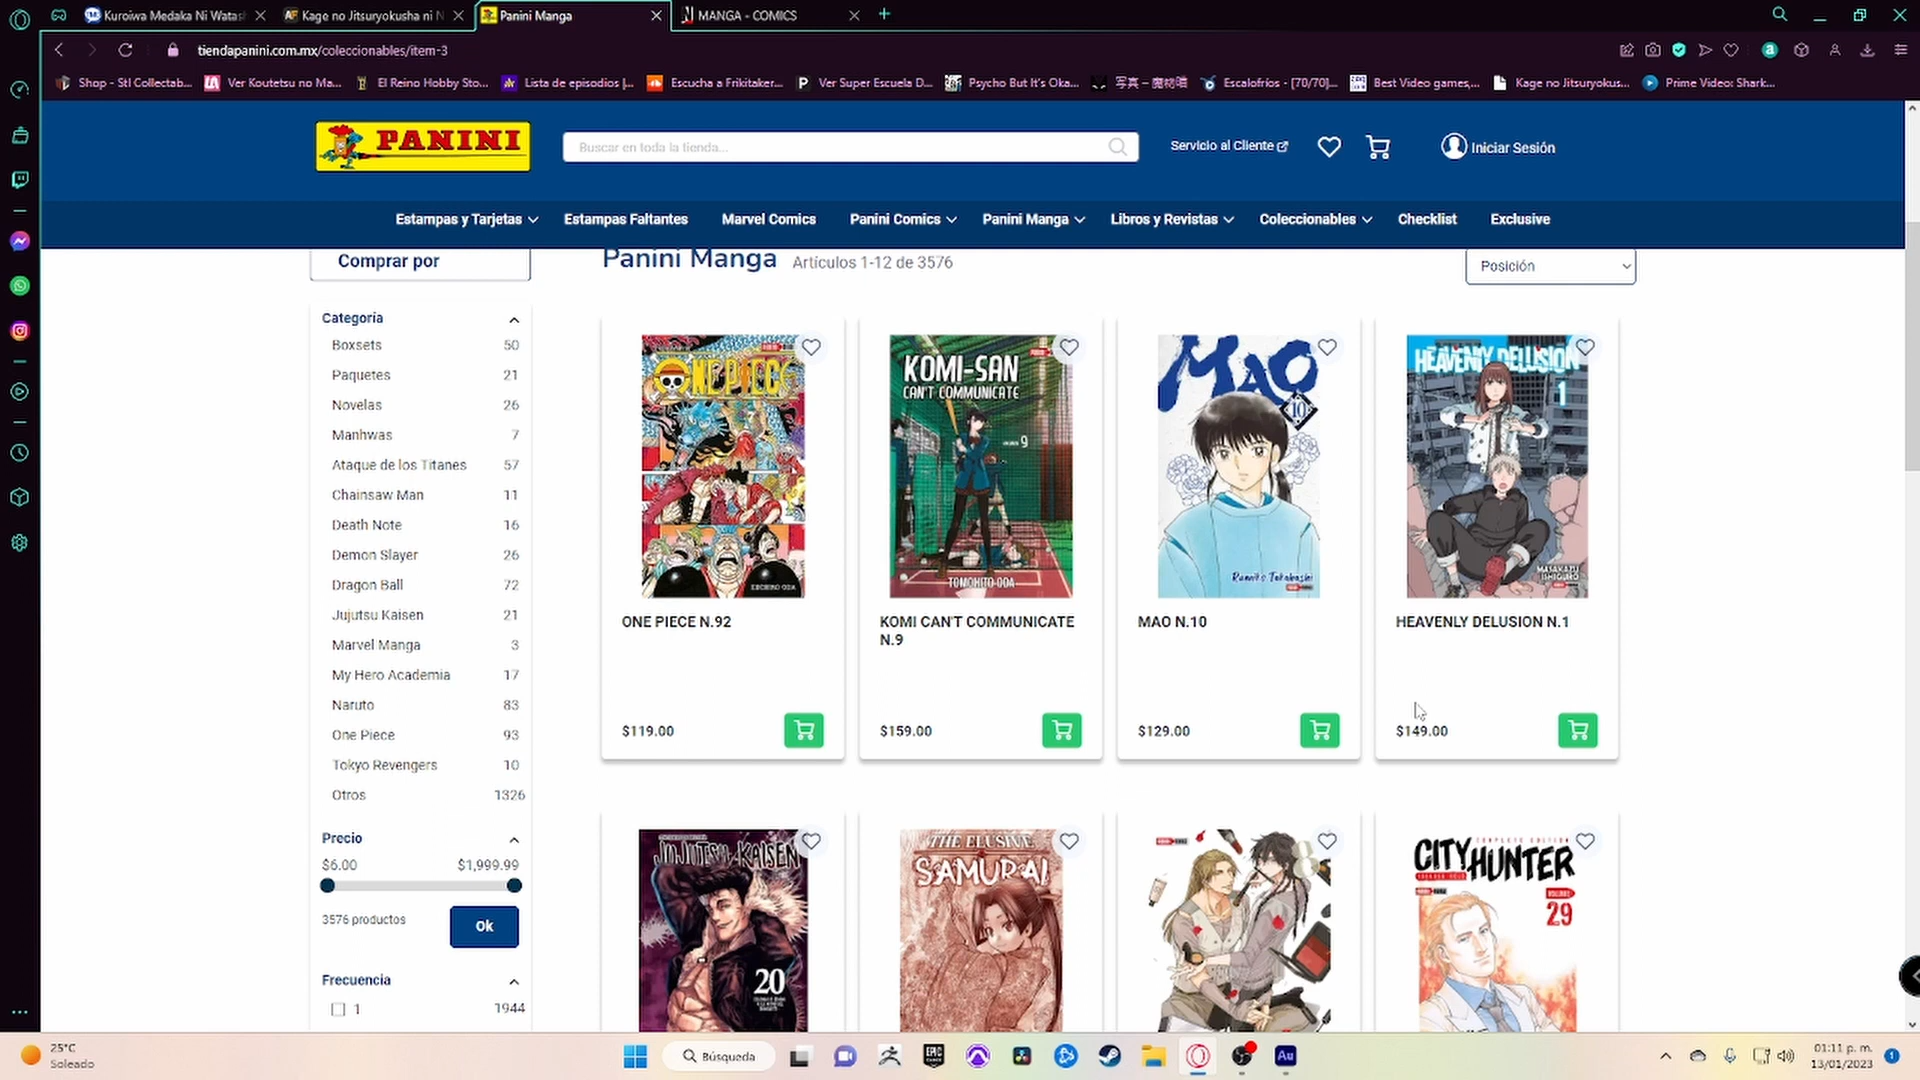 Kuroiwa Medaka Ni Watash
Kage no Jitsuryokusha ni N
Panini Manga
MANGA - COMICS
tiendapanini.com.mx/coleccionables/item-3
Shop - Stl Collectab...
Ver Koutetsu no Ma...
El Reino Hobby Sto...
Lista de episodios |...
Escucha a Frikitaker...
Ver Super Escuela D...
Psycho But It's Oka...
Escalofríos - [70/70]...
Best Video games,...
Kage no Jitsuryokus...
Prime Video: Shark...
PANINI
Buscar en toda la tienda...
Servicio al Cliente
Iniciar Sesión
Estampas y Tarjetas
Estampas Faltantes
Marvel Comics
Panini Comics
Panini Manga
Libros y Revistas
Coleccionables
Checklist
Exclusive
Comprar por
Panini Manga
Artículos 1-12 de 3576
Posición
Categoría
Boxsets 50
Paquetes 21
Novelas 26
Manhwas 7
Ataque de los Titanes 57
Chainsaw Man 11
Death Note 16
Demon Slayer 26
Dragon Ball 72
Jujutsu Kaisen 21
Marvel Manga 3
My Hero Academia 17
Naruto 83
One Piece 93
Tokyo Revengers 10
Otros 1326
Precio
$6.00 $1,999.99
3576 productos
Ok
Frecuencia
1 1944
ONE PIECE
EIICHIRO ODA
KOMI-SAN
CAN'T COMMUNICATE
9
TOMOHITO ODA
MAO
10
Rumiko Takahashi
HEAVENLY DELUSION
1
MASAKAZU
ISHIGURO
ONE PIECE N.92
KOMI CAN'T COMMUNICATE
N.9
MAO N.10
HEAVENLY DELUSION N.1
$119.00
$159.00
$129.00
$149.00
JUJUTSU KAISEN
20
THE ELUSIVE
SAMURAI
COMPLETE EDITION
CITY HUNTER
29
25°C
Soleado
Búsqueda
EPIC
Au
01:11 p. m.
13/01/2023
1